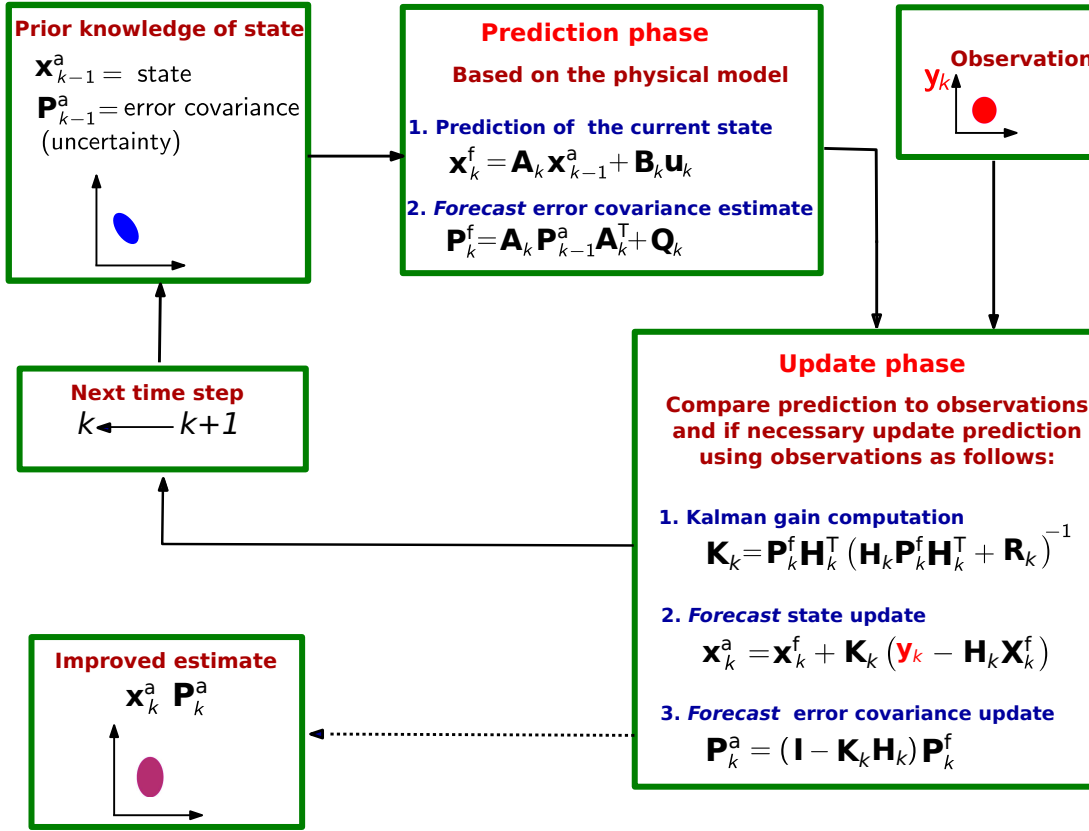 Prior knowledge of state
x^a_{k−1} = state
P^a_{k−1} = error covariance
(uncertainty)
Prediction phase
Based on the physical model
1. Prediction of the current state
x^f_k = A_k x^a_{k−1} + B_k u_k
2. Forecast error covariance estimate
P^f_k = A_k P^a_{k−1} A^T_k + Q_k
Observation
y_k
Next time step
k ← k+1
Update phase
Compare prediction to observations
and if necessary update prediction
using observations as follows:
1. Kalman gain computation
K_k = P^f_k H^T_k (H_k P^f_k H^T_k + R_k)^{−1}
2. Forecast state update
x^a_k = x^f_k + K_k (y_k − H_k X^f_k)
3. Forecast error covariance update
P^a_k = (I − K_k H_k) P^f_k
Improved estimate
x^a_k P^a_k